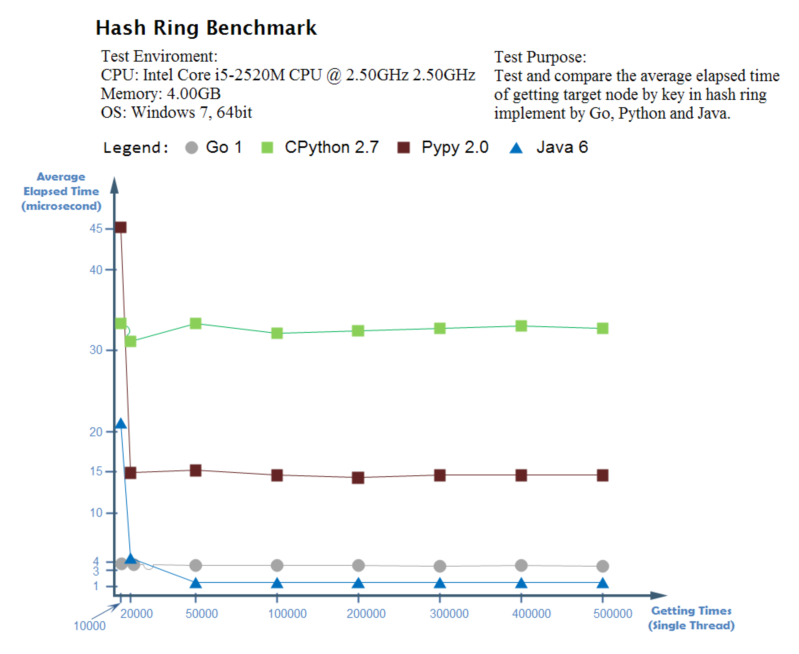 Hash Ring Benchmark
Test Enviroment:
CPU: Intel Core i5-2520M CPU @ 2.50GHz 2.50GHz
Memory: 4.00GB
OS: Windows 7, 64bit
Test Purpose:
Test and compare the average elapsed time
of getting target node by key in hash ring
implement by Go, Python and Java.
Legend: Go 1 CPython 2.7 Pypy 2.0 Java 6
Average
Elapsed Time
(microsecond)
45
40
30
20
15
10
4
3
1
10000 20000 50000 100000 200000 300000 400000 500000
Getting Times
(Single Thread)